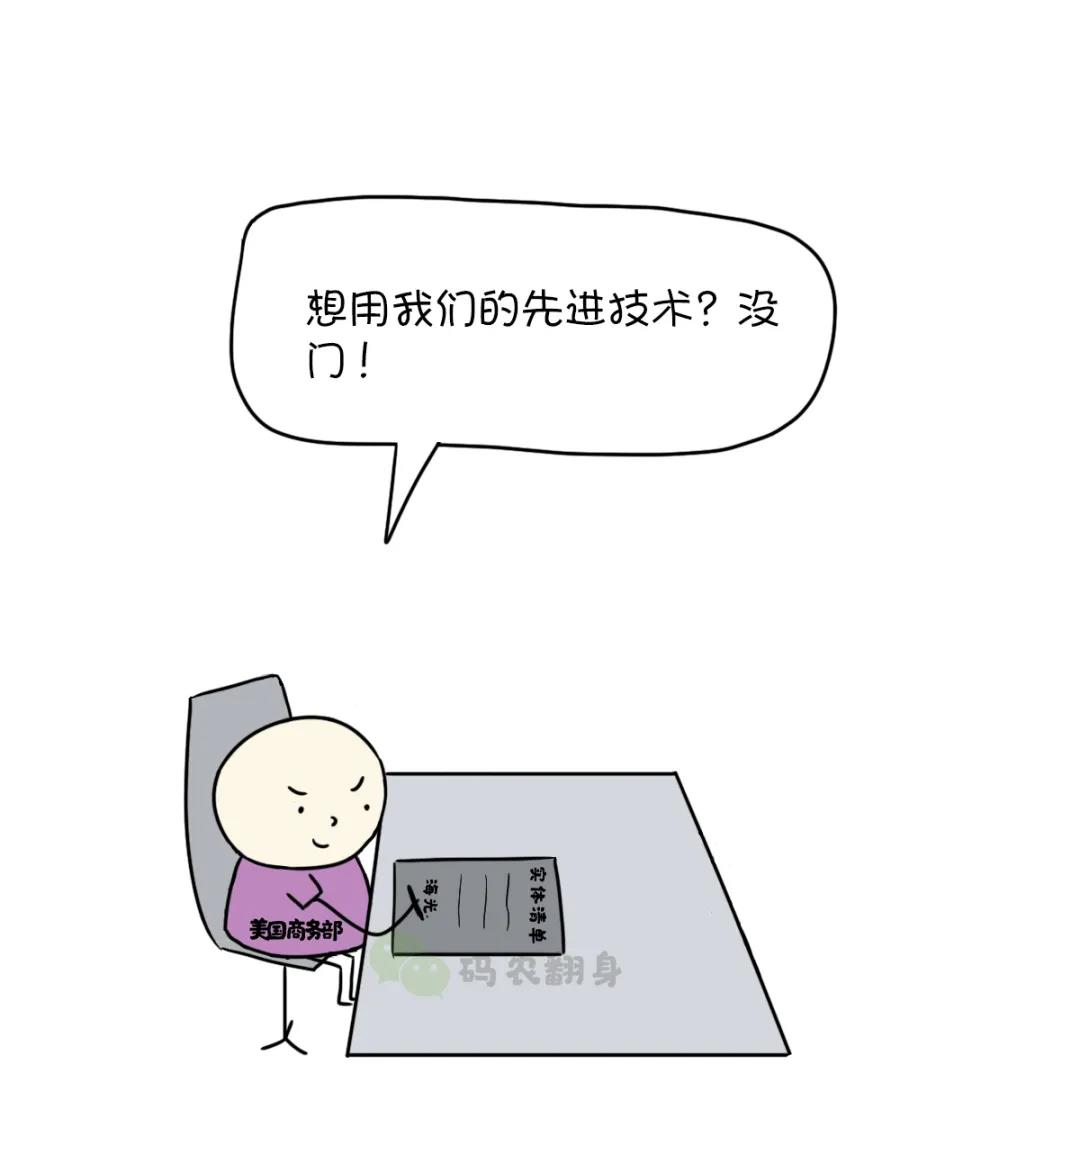 想用我们的先进技术？没
门！
实体清单
海光.
美国商务部
码农翻身